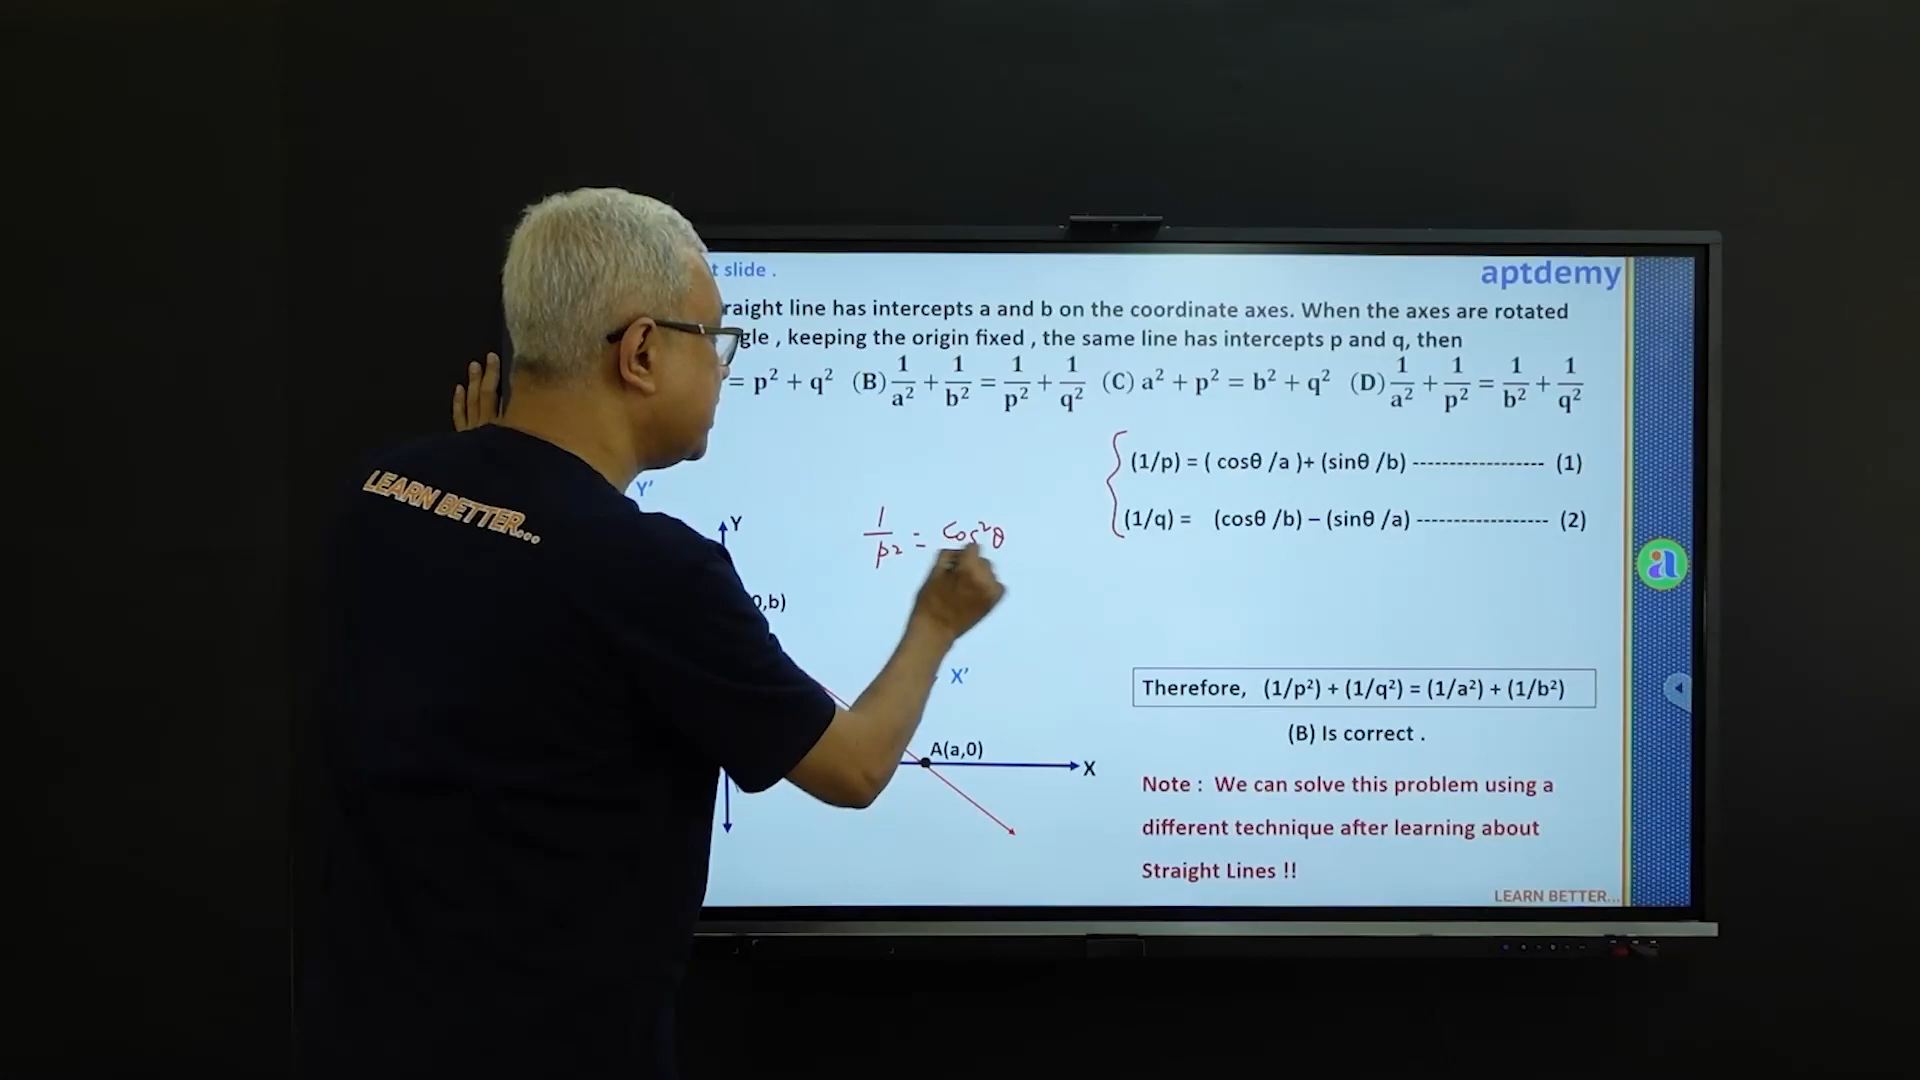 t slide .
aptdemy
raight line has intercepts a and b on the coordinate axes. When the axes are rotated
gle , keeping the origin fixed , the same line has intercepts p and q, then
= p² + q² (B) 1/a² + 1/b² = 1/p² + 1/q² (C) a² + p² = b² + q² (D) 1/a² + 1/p² = 1/b² + 1/q²
(1/p) = ( cosθ /a )+ (sinθ /b) ------------------ (1)
LEARN BETTER...
Y'
Y
1/p² = cos²θ
(1/q) = (cosθ /b) – (sinθ /a) ------------------ (2)
0,b)
X'
Therefore, (1/p²) + (1/q²) = (1/a²) + (1/b²)
(B) Is correct .
A(a,0)
X
Note : We can solve this problem using a
different technique after learning about
Straight Lines !!
LEARN BETTER...
a